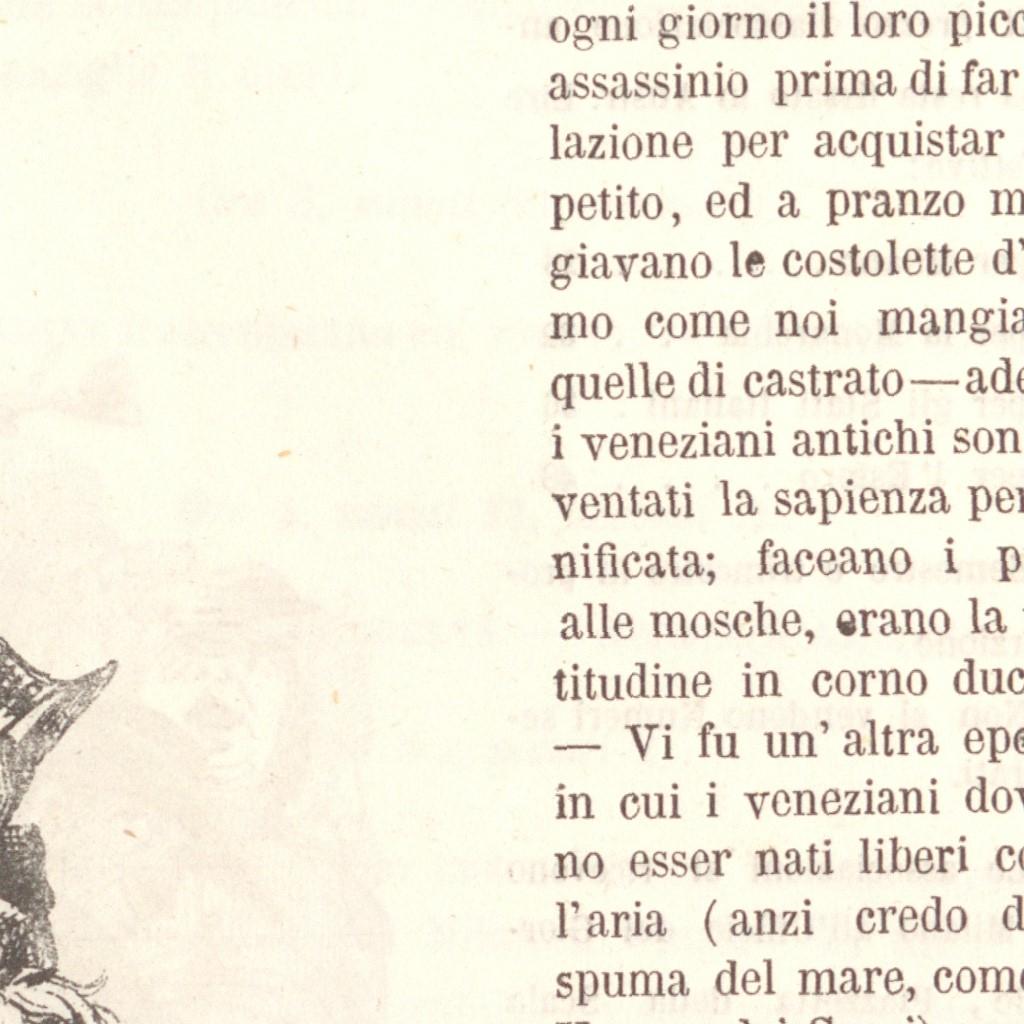 ogni giorno il loro picc
assassinio prima di far
lazione per acquistar
petito, ed a pranzo m
giavano le costolette d'
mo come noi mangia
quelle di castrato—ade
i veneziani antichi son
ventati la sapienza per
nificata; faceano i p
alle mosche, erano la
titudine in corno duc
— Vi fu un' altra epo
in cui i veneziani dov
no esser nati liberi co
l'aria (anzi credo d
spuma del mare, come